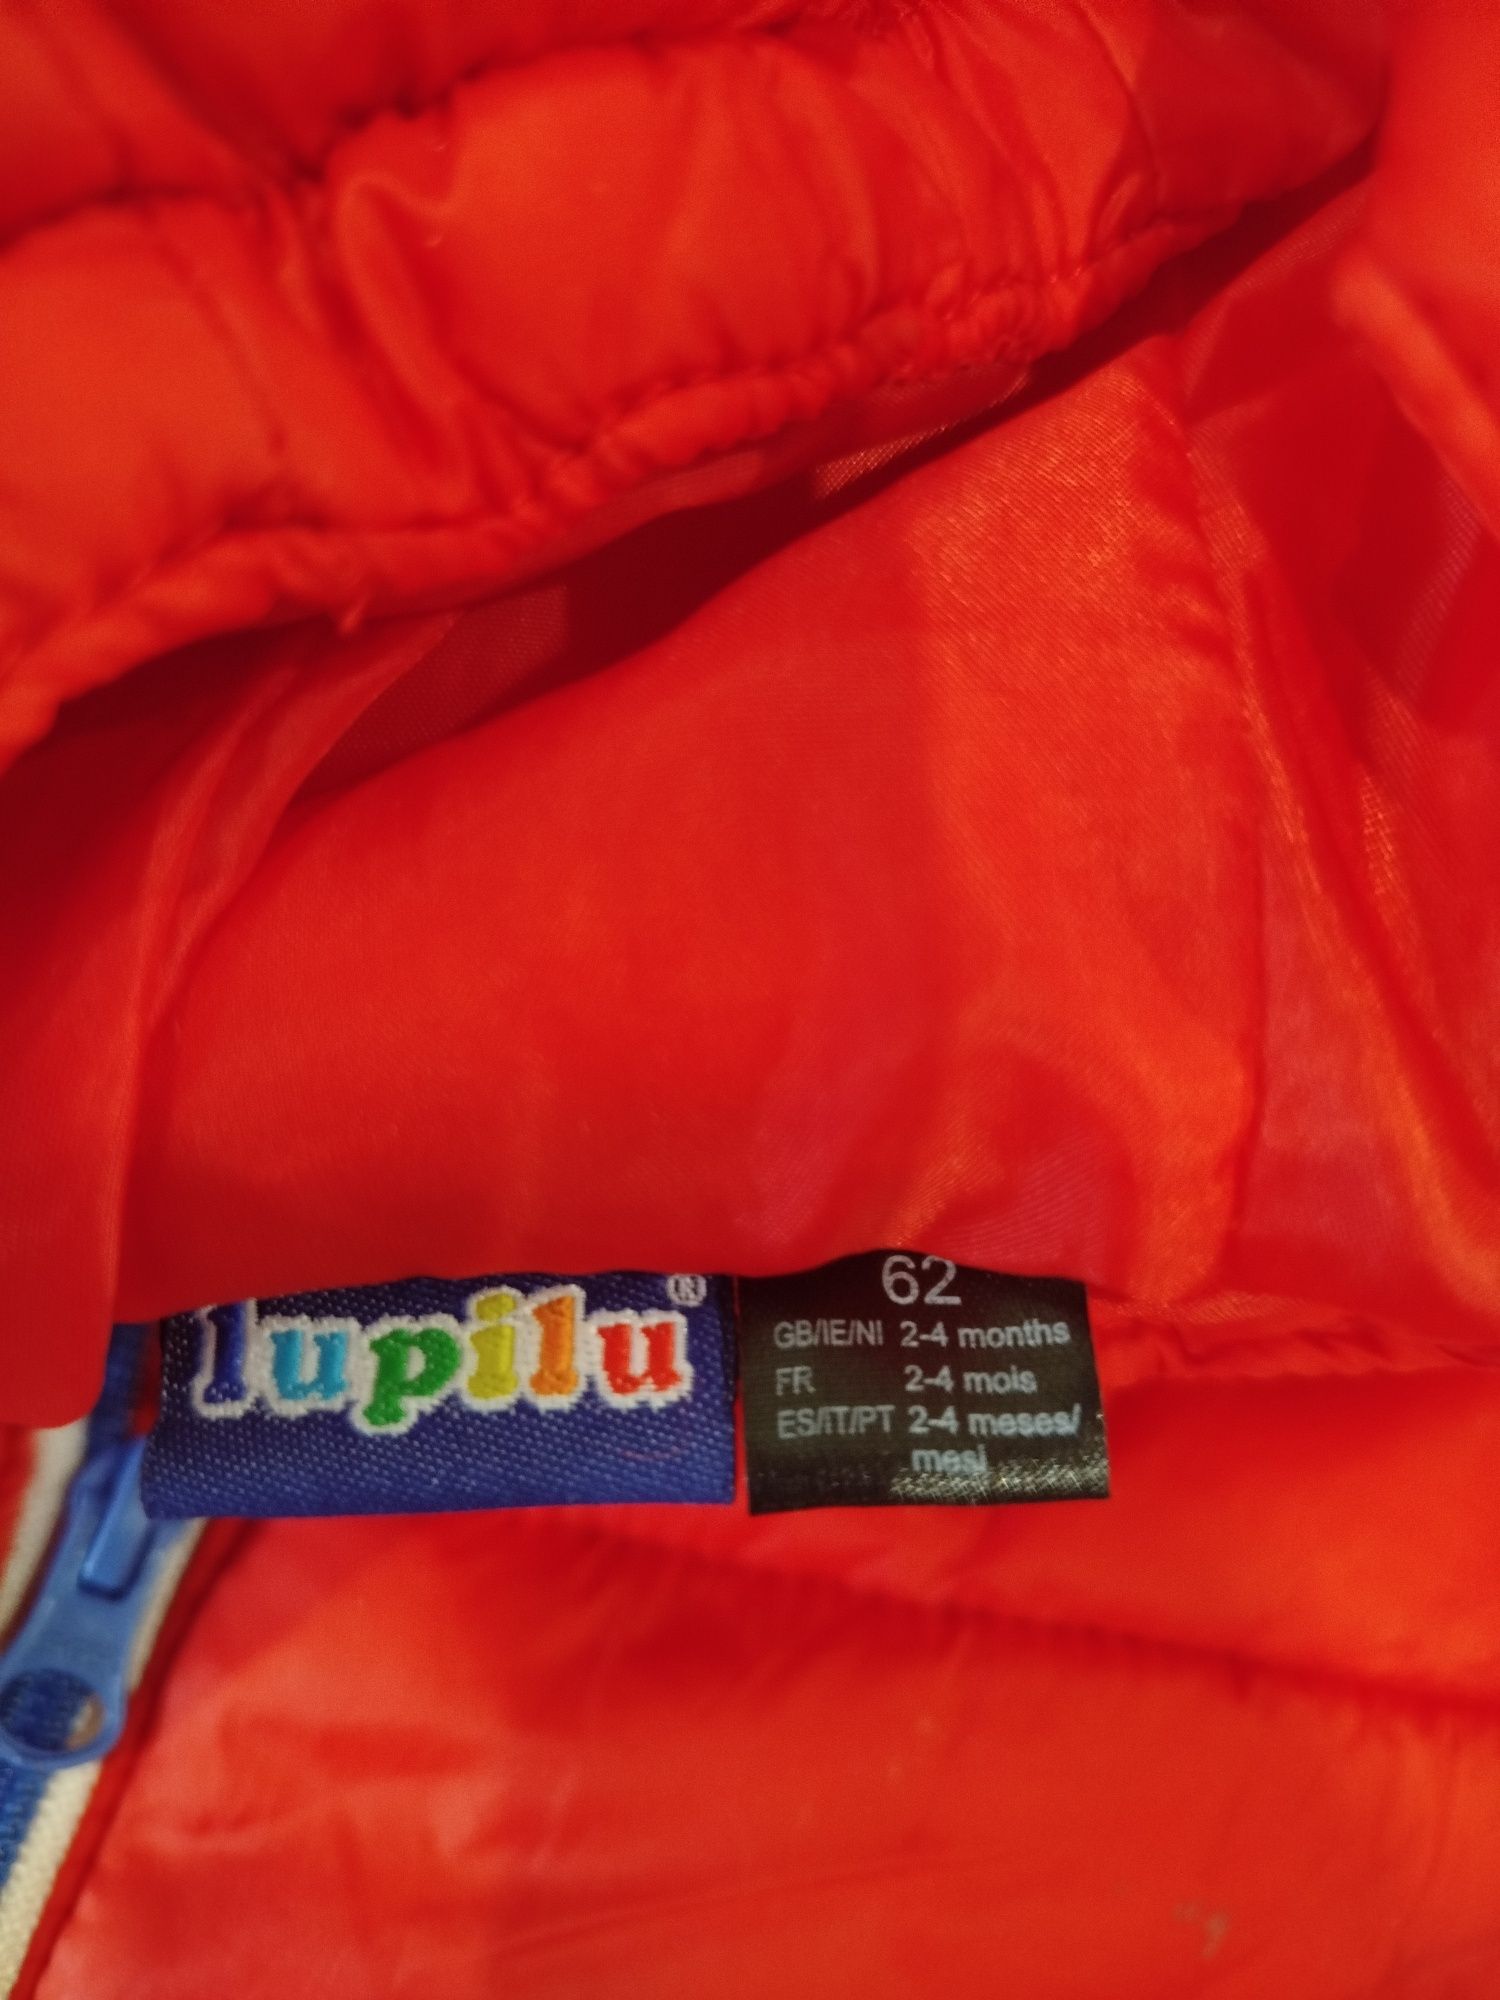 lupilu®
62
GB/IE/NI 2-4 months
FR 2-4 mois
ES/IT/PT 2-4 meses/
mesi